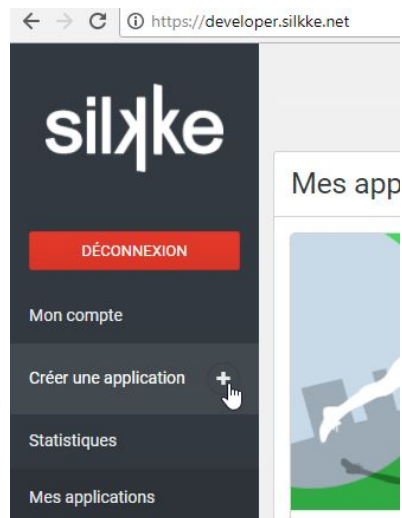 https://developer.silkke.net
silkke
Mes app
DÉCONNEXION
Mon compte
Créer une application
Statistiques
Mes applications